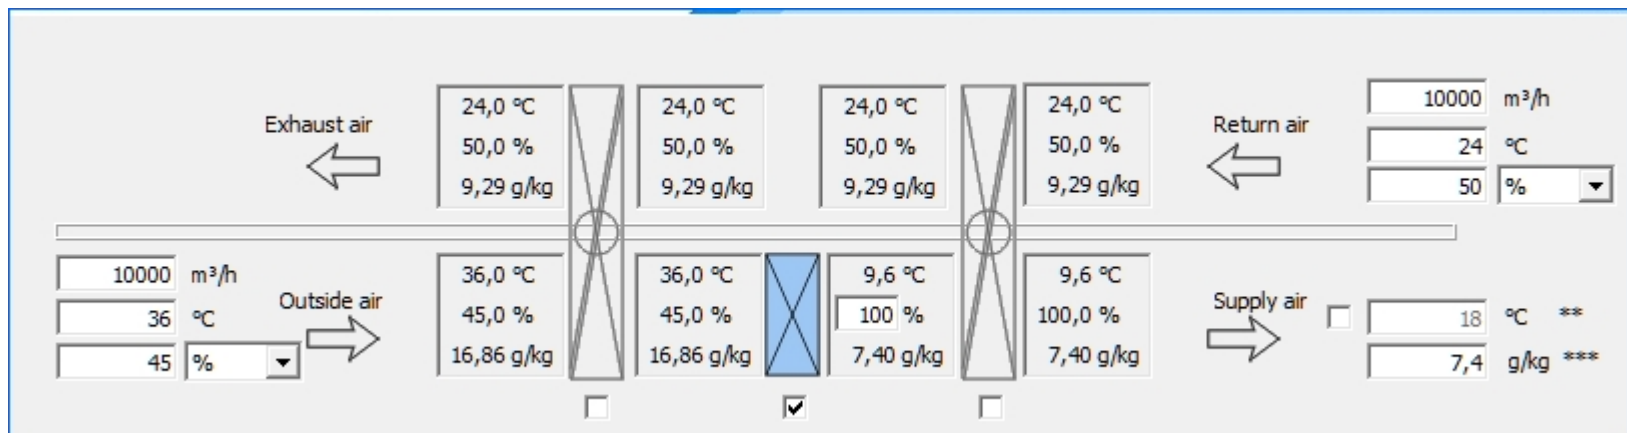 24,0 °C 24,0 °C 24,0 °C 24,0 °C 10000 m³/h
Exhaust air Return air
50,0 % 50,0 % 50,0 % 50,0 % 24 °C
9,29 g/kg 9,29 g/kg 9,29 g/kg 9,29 g/kg 50 %
10000 m³/h 36,0 °C 36,0 °C 9,6 °C 9,6 °C
Outside air Supply air
36 °C 45,0 % 45,0 % 100 % 100,0 % 18 °C **
45 % 16,86 g/kg 16,86 g/kg 7,40 g/kg 7,40 g/kg 7,4 g/kg ***